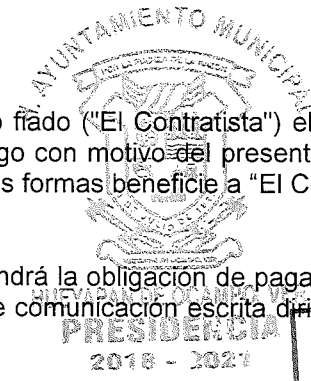 AYUNTAMIENTO MUNICIPAL
o fiado ("El Contratista") el
go con motivo del present
s formas beneficie a "El C
ndrá la obligación de paga
e comunicación escrita diri
PRESIDENCIA
2018 - 2021